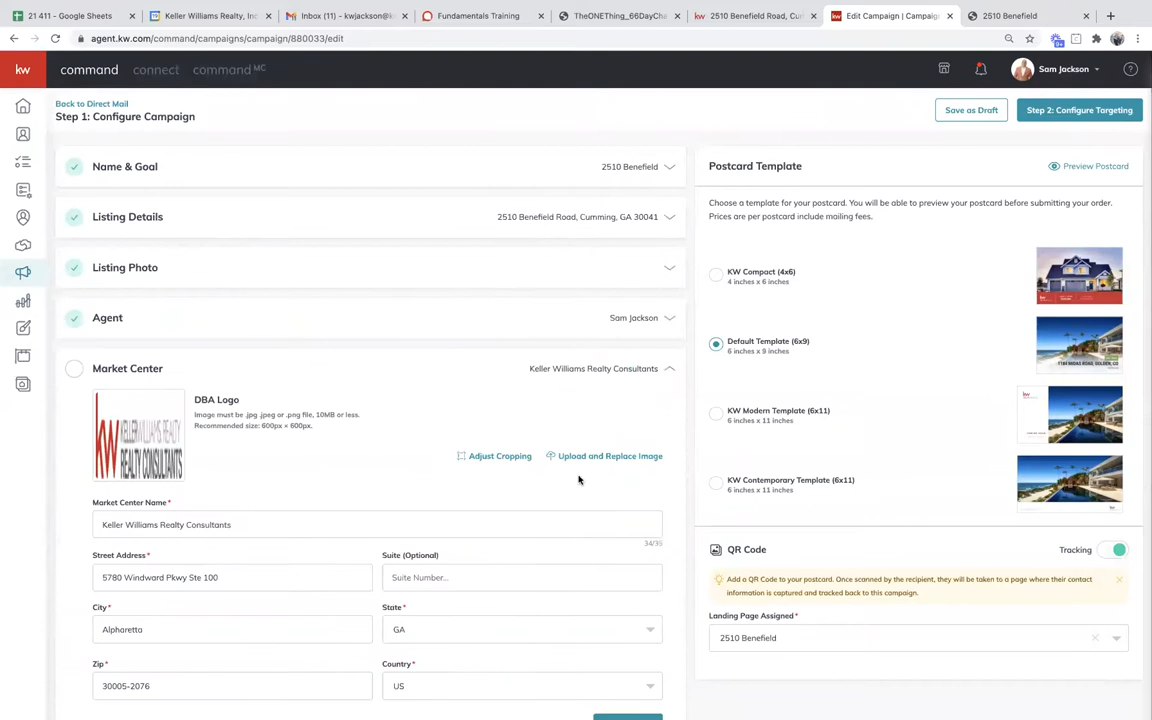 21 411 - Google Sheets
Keller Williams Realty, Inc
Inbox (11) - kwjackson@k
Fundamentals Training
TheONEThing_66DayCha
2510 Benefield Road, Cu
Edit Campaign | Campaign
2510 Benefield
agent.kw.com/command/campaigns/campaign/880033/edit
kw
command
connect
command MC
Sam Jackson
Back to Direct Mail
Step 1: Configure Campaign
Save as Draft
Step 2: Configure Targeting
Name & Goal
2510 Benefield
Listing Details
2510 Benefield Road, Cumming, GA 30041
Listing Photo
Agent
Sam Jackson
Market Center
Keller Williams Realty Consultants
kw KELLERWILLIAMS. REALTY
REALTY CONSULTANTS
DBA Logo
Image must be .jpg .jpeg or .png file, 10MB or less.
Recommended size: 600px × 600px.
Adjust Cropping
Upload and Replace Image
Market Center Name*
Keller Williams Realty Consultants
34/35
Street Address*
Suite (Optional)
5780 Windward Pkwy Ste 100
Suite Number...
City*
State*
Alpharetta
GA
Zip*
Country*
30005-2076
US
Postcard Template
Preview Postcard
Choose a template for your postcard. You will be able to preview your postcard before submitting your order.
Prices are per postcard include mailing fees.
KW Compact (4x6)
4 inches x 6 inches
Default Template (6x9)
6 inches x 9 inches
KW Modern Template (6x11)
6 inches x 11 inches
KW Contemporary Template (6x11)
6 inches x 11 inches
QR Code
Tracking
Add a QR Code to your postcard. Once scanned by the recipient, they will be taken to a page where their contact
information is captured and tracked back to this campaign.
Landing Page Assigned*
2510 Benefield